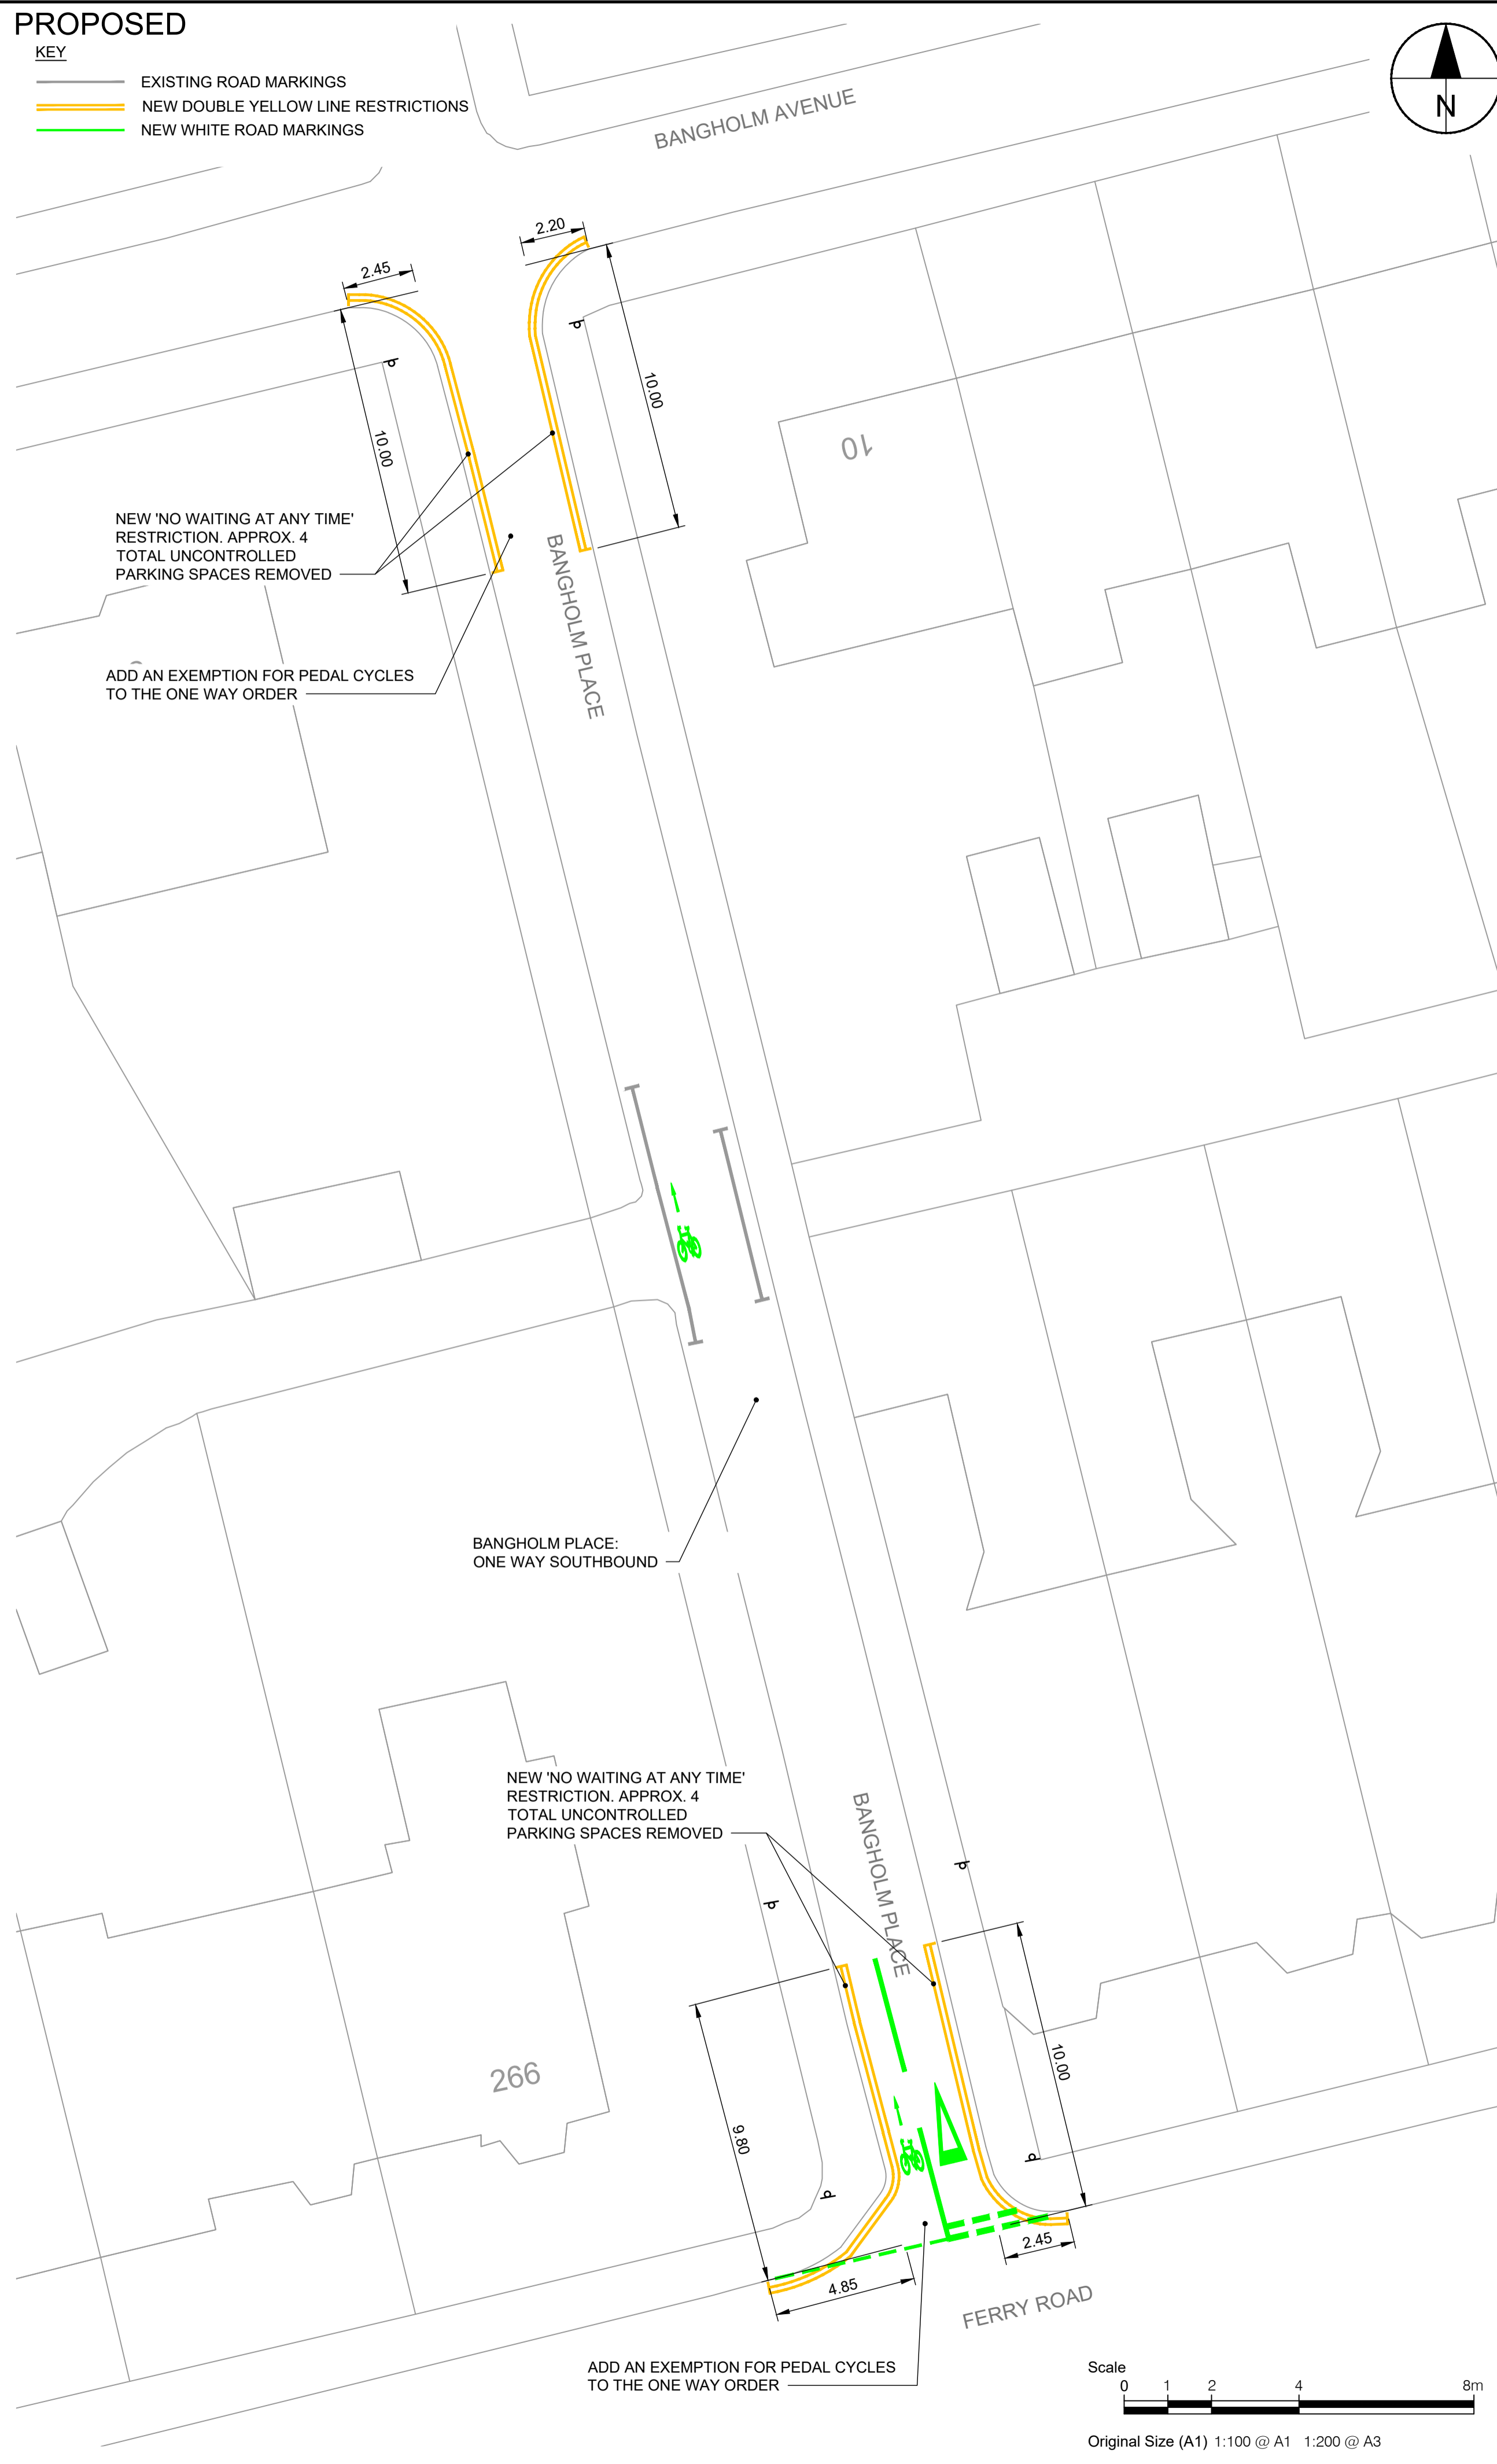 PROPOSED
KEY
EXISTING ROAD MARKINGS
NEW DOUBLE YELLOW LINE RESTRICTIONS
NEW WHITE ROAD MARKINGS
N
BANGHOLM AVENUE
2.20
2.45
10.00
10.00
10
NEW 'NO WAITING AT ANY TIME'
RESTRICTION. APPROX. 4
TOTAL UNCONTROLLED
PARKING SPACES REMOVED
BANGHOLM PLACE
ADD AN EXEMPTION FOR PEDAL CYCLES
TO THE ONE WAY ORDER
BANGHOLM PLACE:
ONE WAY SOUTHBOUND
NEW 'NO WAITING AT ANY TIME'
RESTRICTION. APPROX. 4
TOTAL UNCONTROLLED
PARKING SPACES REMOVED
BANGHOLM PLACE
266
9.80
10.00
2.45
4.85
FERRY ROAD
ADD AN EXEMPTION FOR PEDAL CYCLES
TO THE ONE WAY ORDER
Scale
0 1 2 4 8m
Original Size (A1) 1:100 @ A1 1:200 @ A3